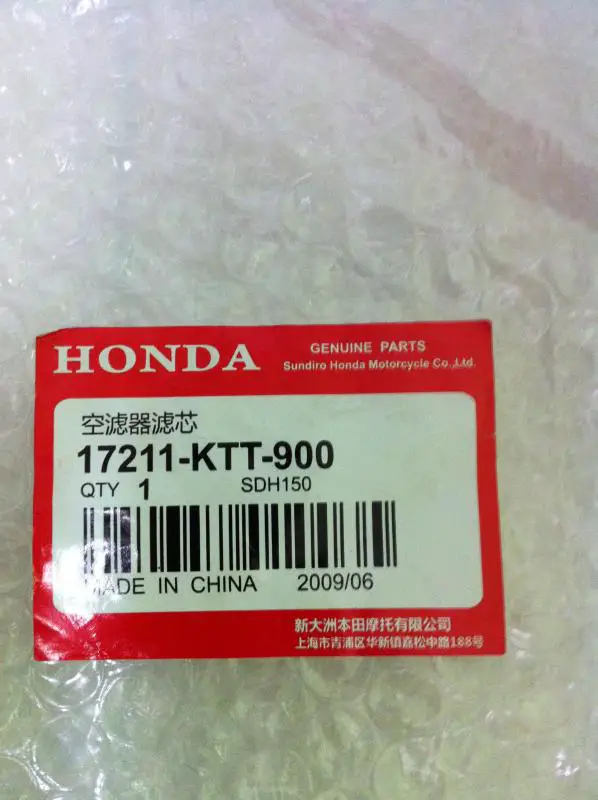 HONDA
GENUINE PARTS
Sundiro Honda Motorcycle Co.,Ltd.
空滤器滤芯
17211-KTT-900
QTY 1 SDH150
MADE IN CHINA 2009/06
新大洲本田摩托有限公司
上海市青浦区华新镇嘉松中路188号